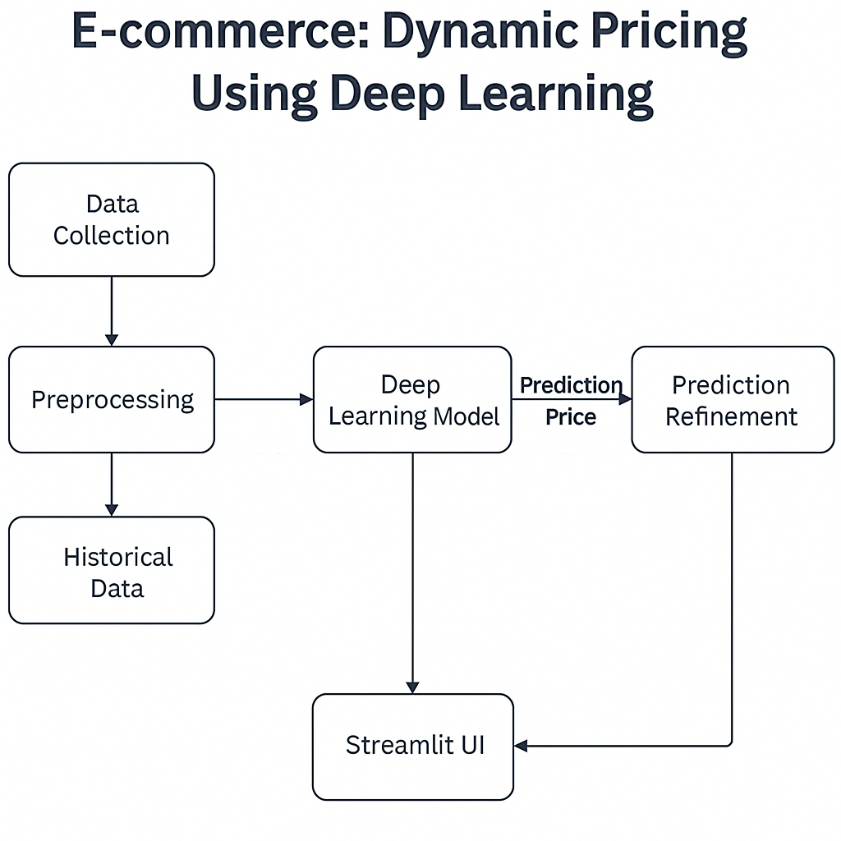 E-commerce: Dynamic Pricing
Using Deep Learning
Data
Collection
Preprocessing
Deep
Learning Model
Prediction
Price
Prediction
Refinement
Historical
Data
Streamlit UI